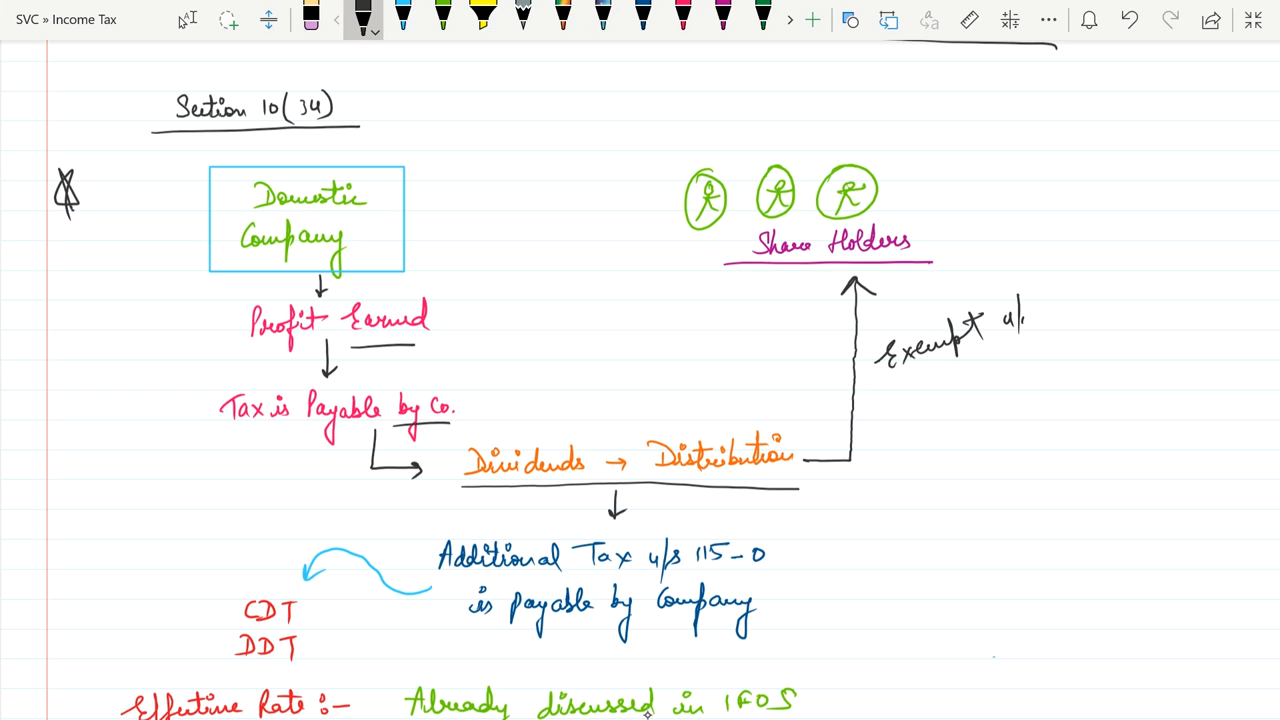 SVC » Income Tax
Section 10(34)
Domestic
Company
Share Holders
Profit Earned
Exempt u/
Tax is Payable by Co.
Dividends → Distribution
Additional Tax u/s 115-O
is payable by Company
CDT
DDT
Effective Rate :- Already discussed in IFOS